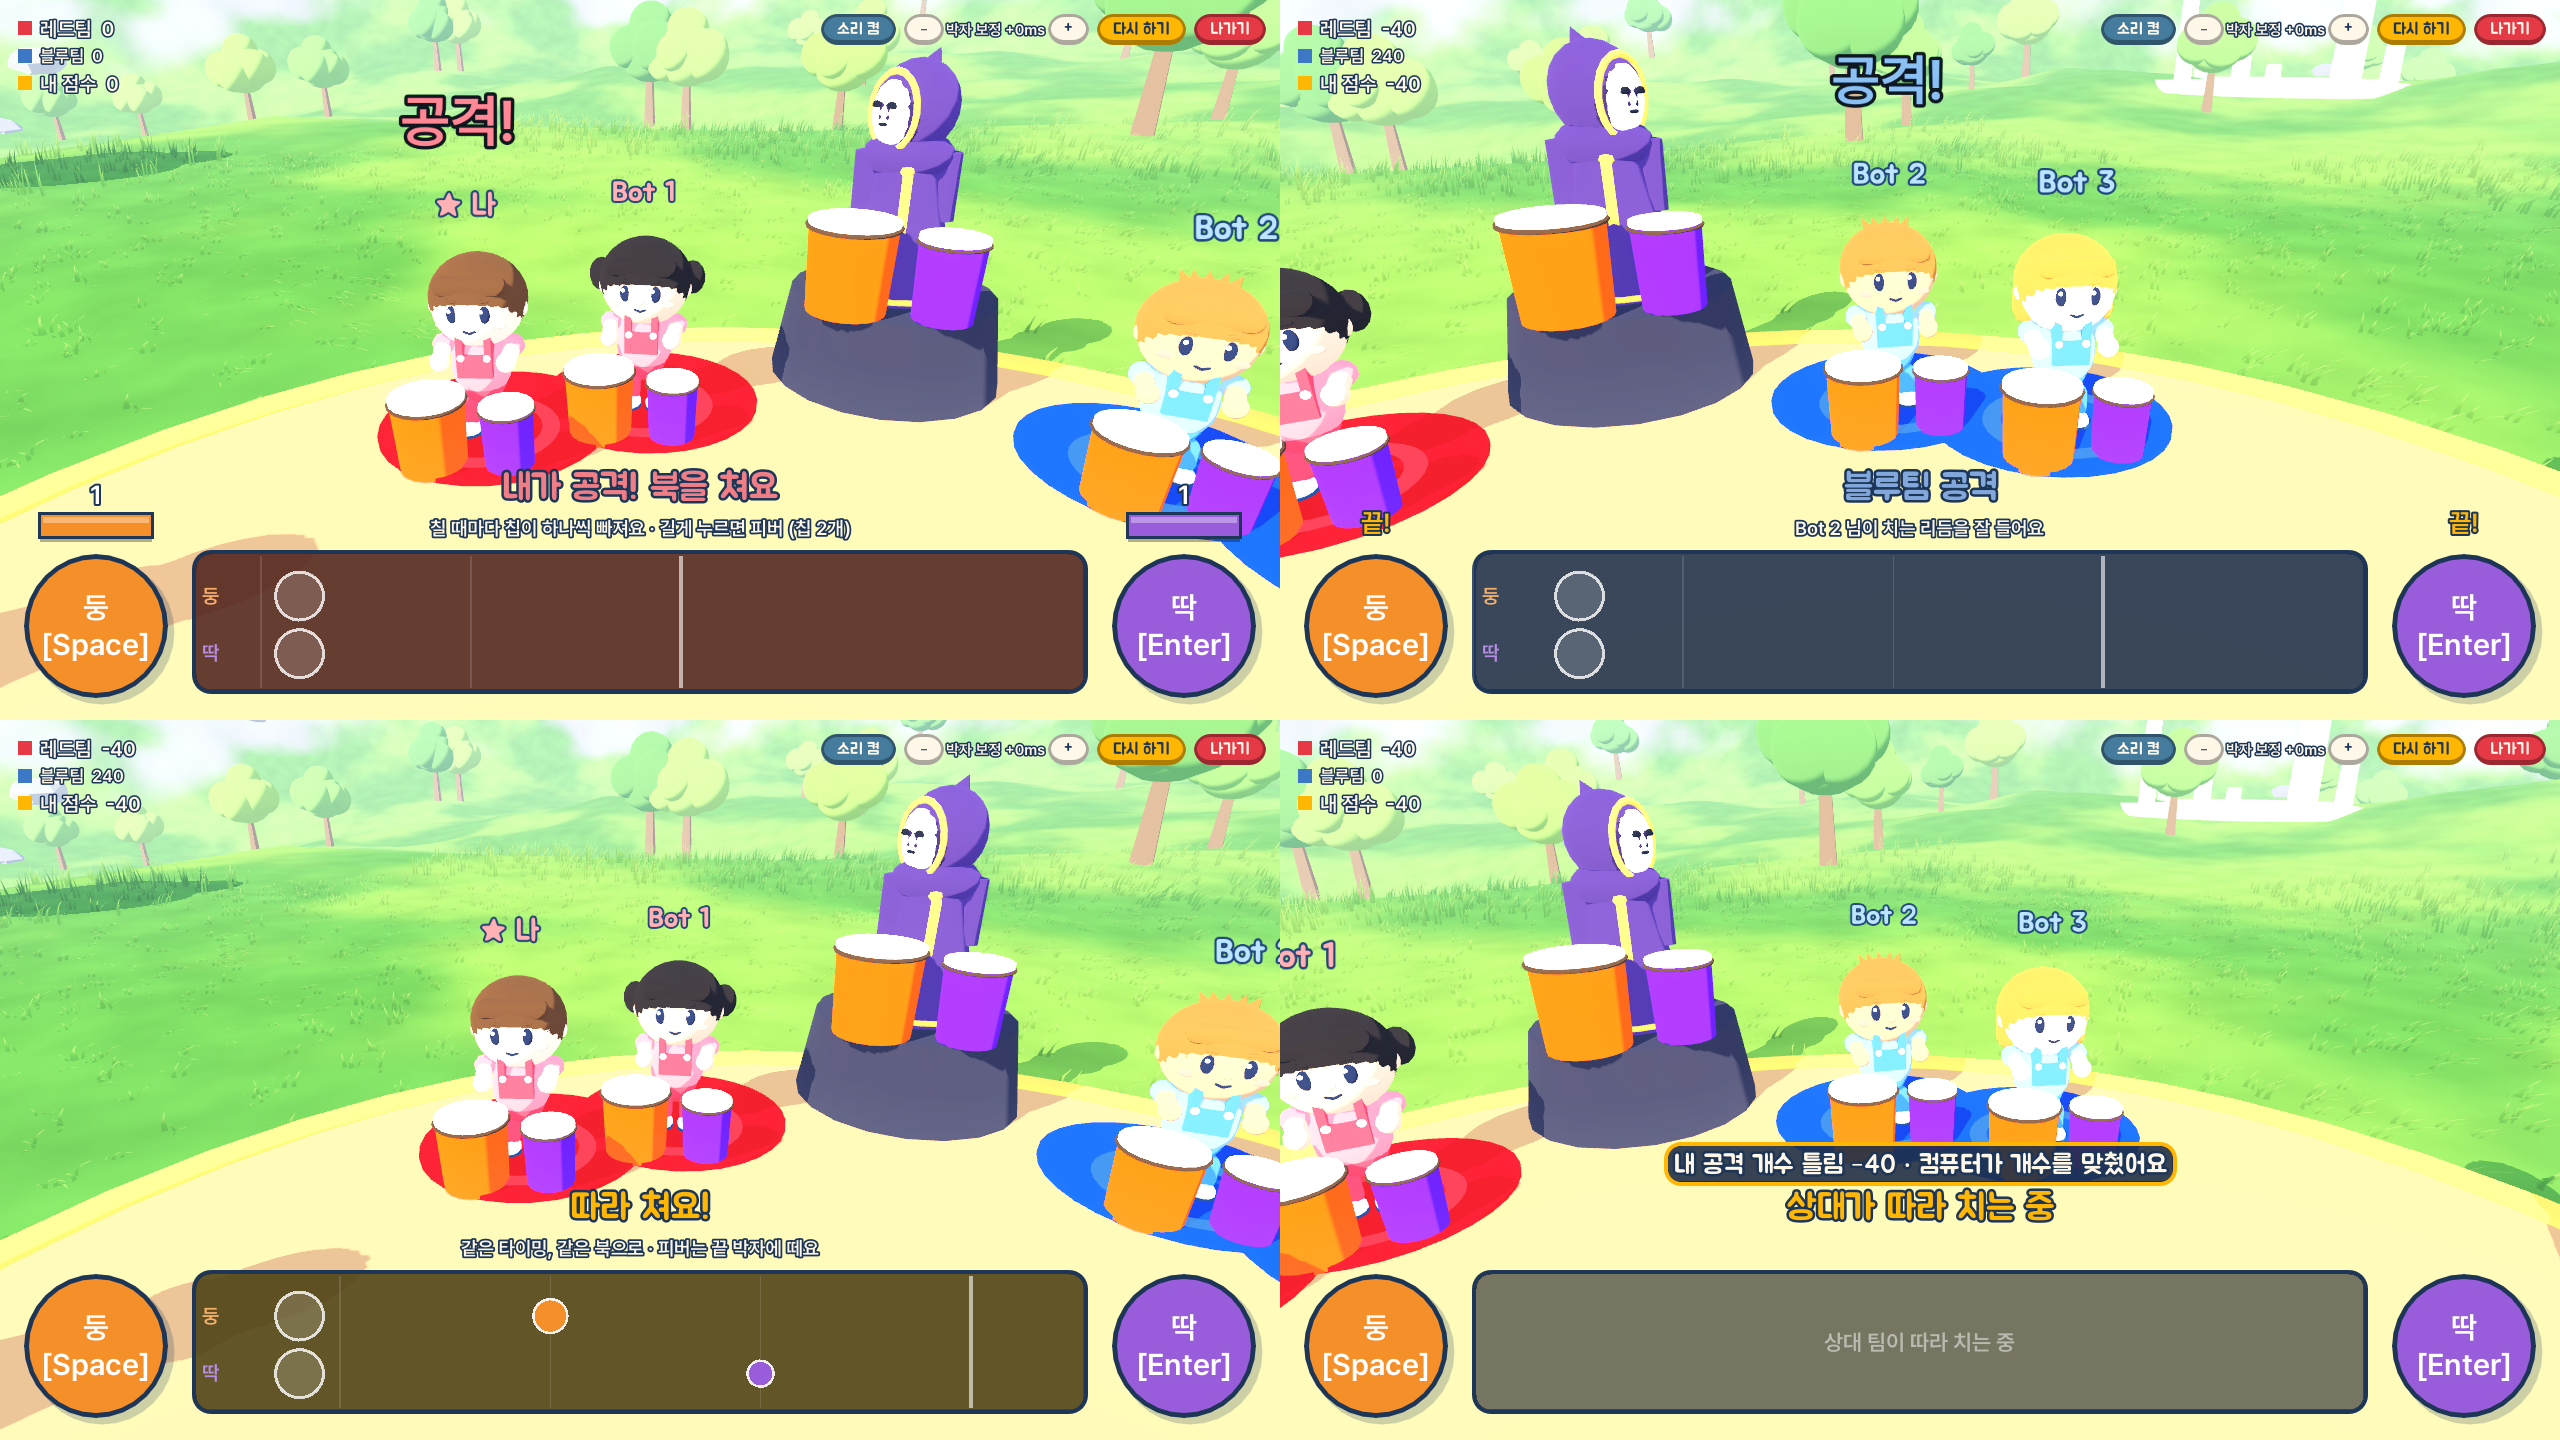 레드팀 0
블루팀 0
내 점수 0
소리 켬
–
박자 보정 +0ms
+
다시 하기
나가기
공격!
★ 나
Bot 1
Bot 2
내가 공격! 북을 쳐요
칠 때마다 칩이 하나씩 빠져요 · 길게 누르면 피버 (칩 2개)
1
1
둥
[Space]
둥
딱
딱
[Enter]
레드팀 -40
블루팀 240
내 점수 -40
소리 켬
–
박자 보정 +0ms
+
다시 하기
나가기
공격!
Bot 2
Bot 3
블루팀 공격
Bot 2 님이 치는 리듬을 잘 들어요
끝!
끝!
둥
[Space]
둥
딱
딱
[Enter]
레드팀 -40
블루팀 240
내 점수 -40
소리 켬
–
박자 보정 +0ms
+
다시 하기
나가기
★ 나
Bot 1
Bot
따라 쳐요!
같은 타이밍, 같은 북으로 · 피버는 끝 박자에 떼요
둥
[Space]
둥
딱
딱
[Enter]
레드팀 -40
블루팀 0
내 점수 -40
소리 켬
–
박자 보정 +0ms
+
다시 하기
나가기
ot 1
Bot 2
Bot 3
내 공격 개수 틀림 -40 · 컴퓨터가 개수를 맞췄어요
상대가 따라 치는 중
상대 팀이 따라 치는 중
둥
[Space]
딱
[Enter]